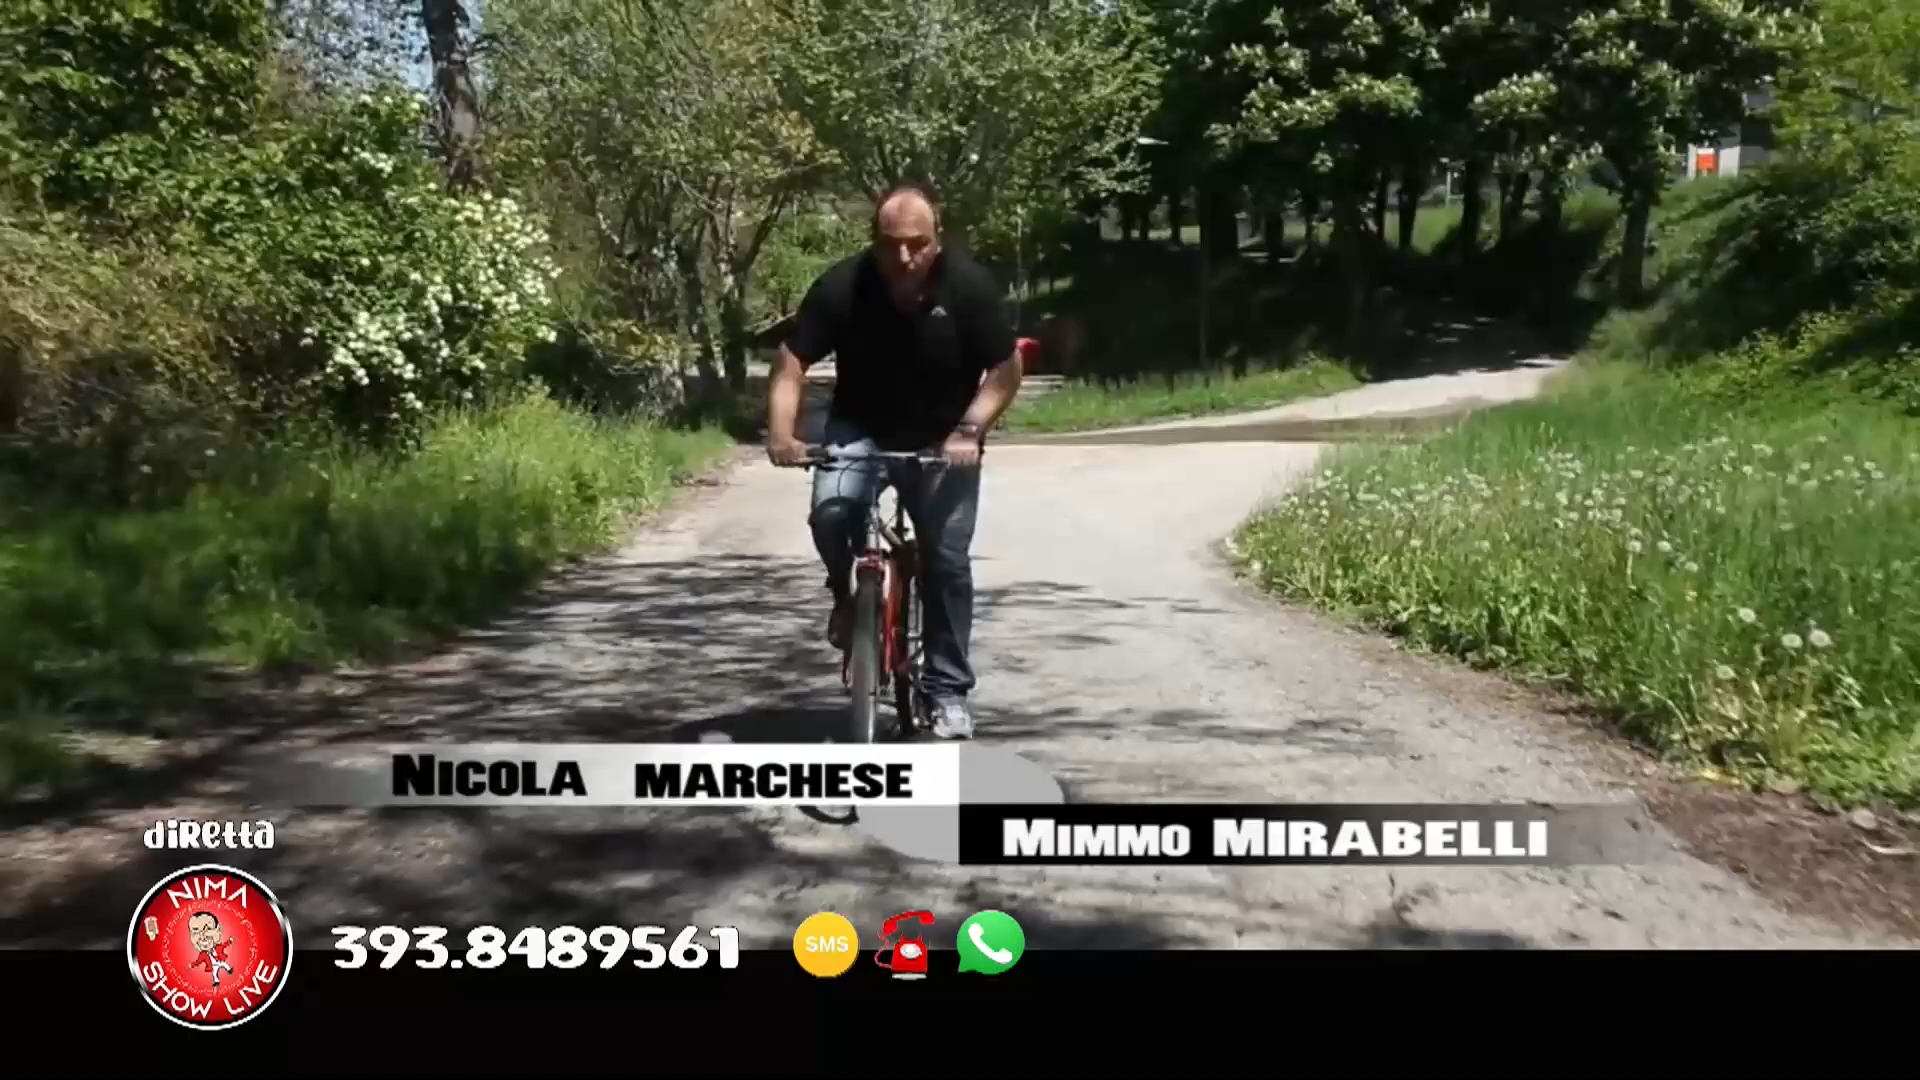 Nicola MARCHESE
Mimmo MIRABELLI
diretta
NIMA
SHOW LIVE
393.8489561
SMS